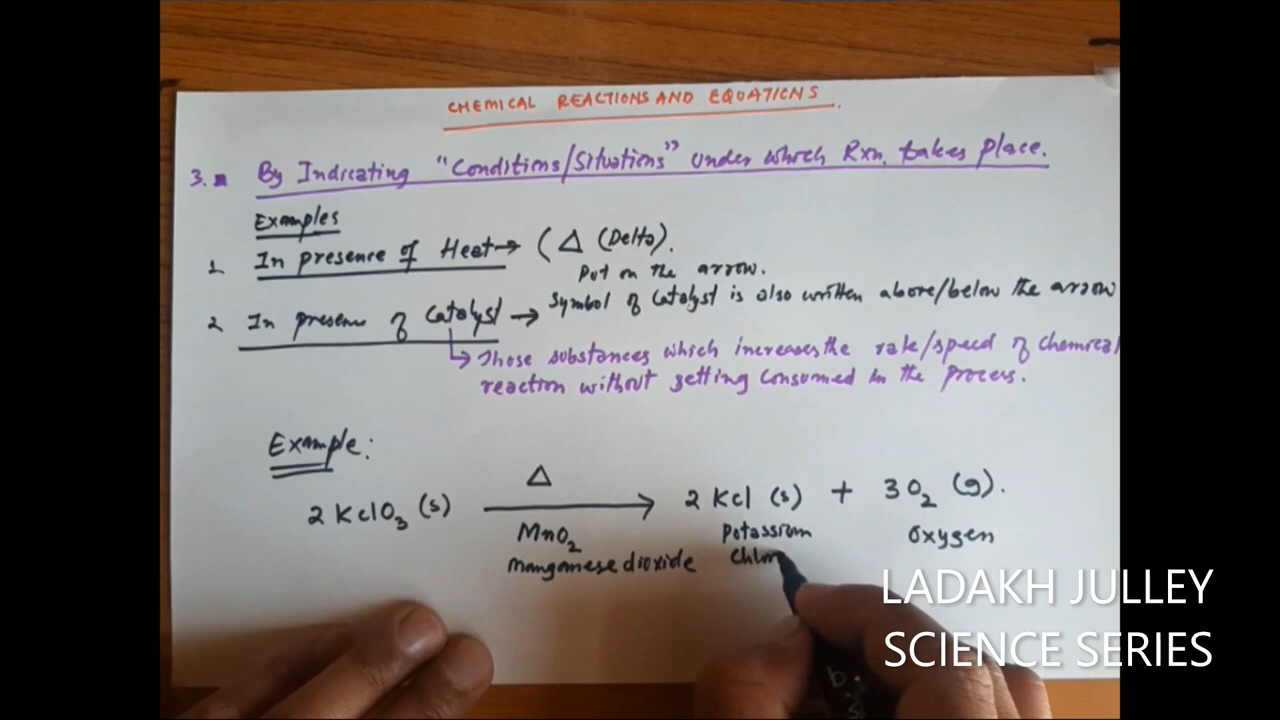 CHEMICAL REACTIONS AND EQUATIONS.
3. By Indicating "Conditions/Situations" Under which Rxn. takes Place.
Examples
1. In presence of Heat → ( △ (Delta).
Put on the arrow.
2. In presence of Catalyst → Symbol of Catalyst is also written above/below the arrow
↳ Those substances which increases the rate/speed of chemical
reaction without getting Consumed in the process.
Example:
2 KClO₃ (s) △ → 2 KCl (s) + 3 O₂ (g).
MnO₂ Potassium Oxygen
Manganese dioxide Chlor
LADAKH JULLEY
SCIENCE SERIES